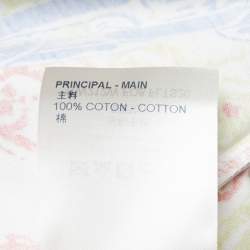 PRINCIPAL - MAIN
主料
100% COTON - COTTON
棉